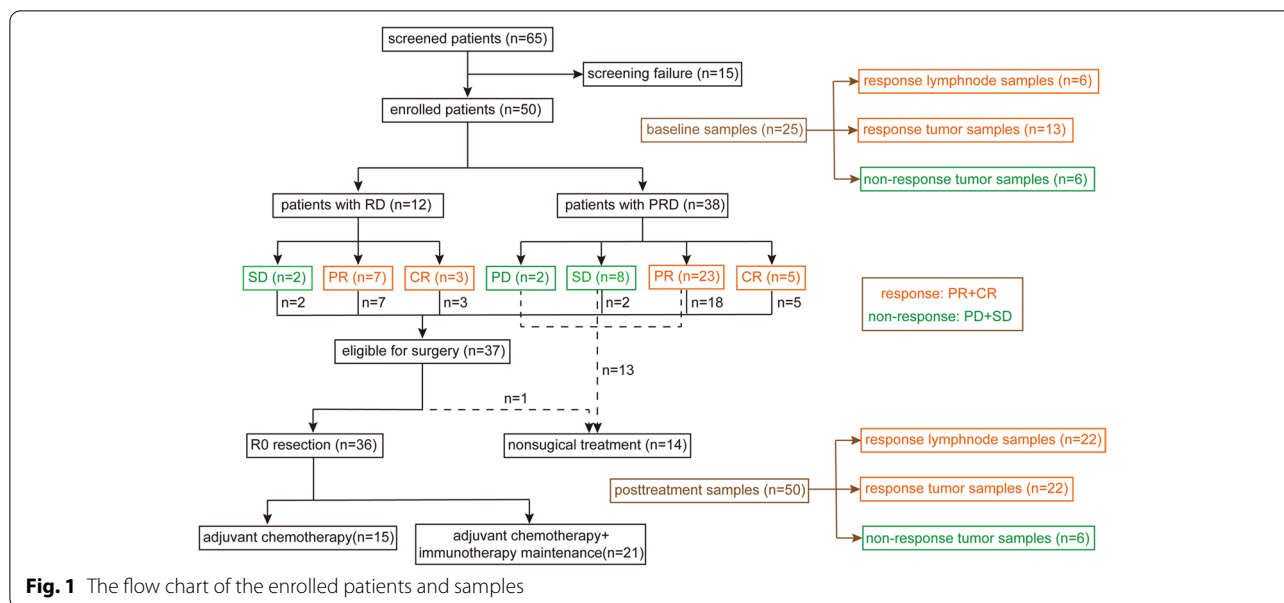 screened patients (n=65)
screening failure (n=15)
enrolled patients (n=50)
patients with RD (n=12)
patients with PRD (n=38)
SD (n=2)
PR (n=7)
CR (n=3)
PD (n=2)
SD (n=8)
PR (n=23)
CR (n=5)
n=2
n=7
n=3
n=2
n=18
n=5
eligible for surgery (n=37)
n=13
n=1
R0 resection (n=36)
nonsugical treatment (n=14)
adjuvant chemotherapy(n=15)
adjuvant chemotherapy+
immunotherapy maintenance(n=21)
baseline samples (n=25)
response lymphnode samples (n=6)
response tumor samples (n=13)
non-response tumor samples (n=6)
response: PR+CR
non-response: PD+SD
posttreatment samples (n=50)
response lymphnode samples (n=22)
response tumor samples (n=22)
non-response tumor samples (n=6)
Fig. 1 The flow chart of the enrolled patients and samples